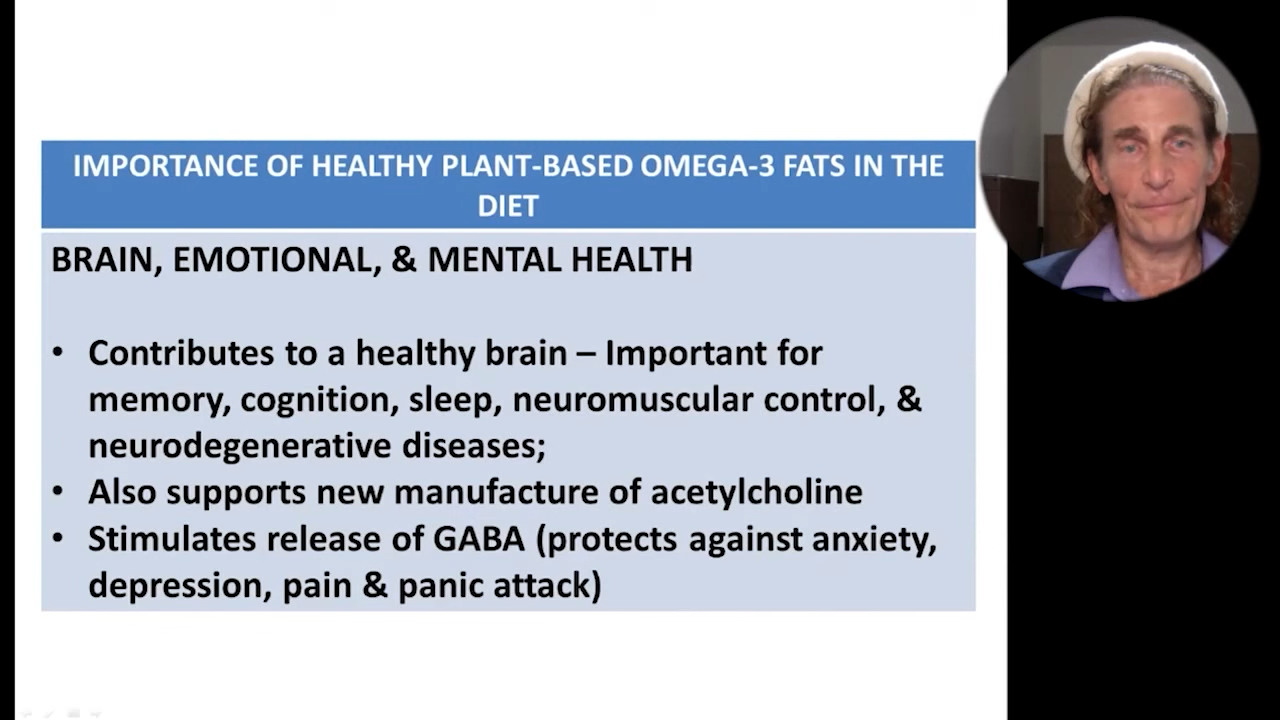 IMPORTANCE OF HEALTHY PLANT-BASED OMEGA-3 FATS IN THE
DIET
BRAIN, EMOTIONAL, & MENTAL HEALTH
• Contributes to a healthy brain – Important for
memory, cognition, sleep, neuromuscular control, &
neurodegenerative diseases;
• Also supports new manufacture of acetylcholine
• Stimulates release of GABA (protects against anxiety,
depression, pain & panic attack)